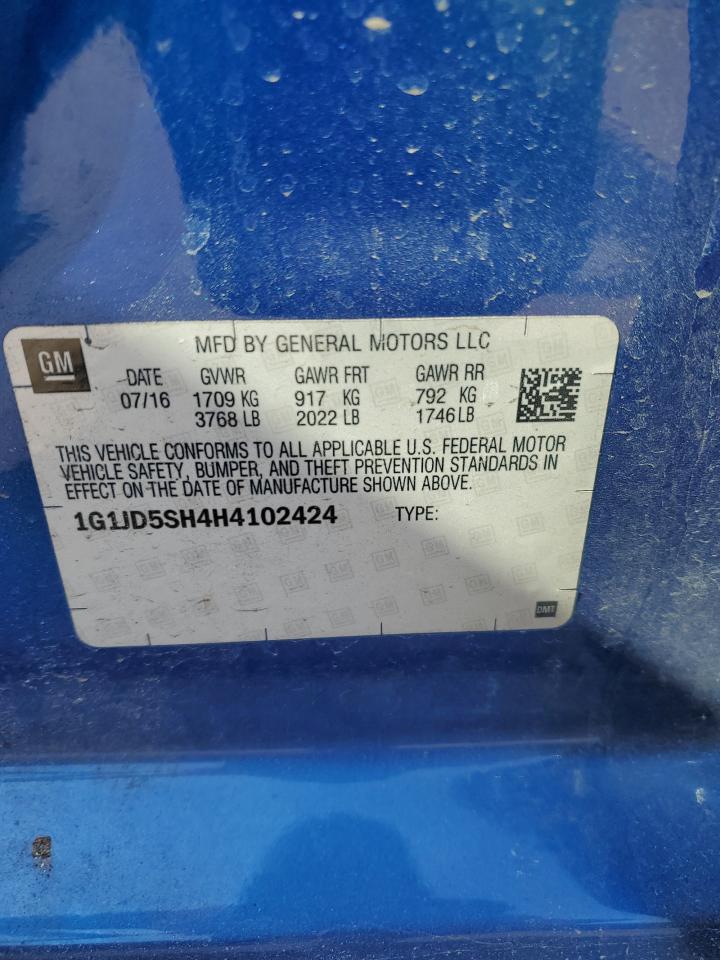 GM
MFD BY GENERAL MOTORS LLC
DATE GVWR GAWR FRT GAWR RR
07/16 1709 KG 917 KG 792 KG
3768 LB 2022 LB 1746 LB
THIS VEHICLE CONFORMS TO ALL APPLICABLE U.S. FEDERAL MOTOR
VEHICLE SAFETY, BUMPER, AND THEFT PREVENTION STANDARDS IN
EFFECT ON THE DATE OF MANUFACTURE SHOWN ABOVE.
1G1JD5SH4H4102424 TYPE:
DMT